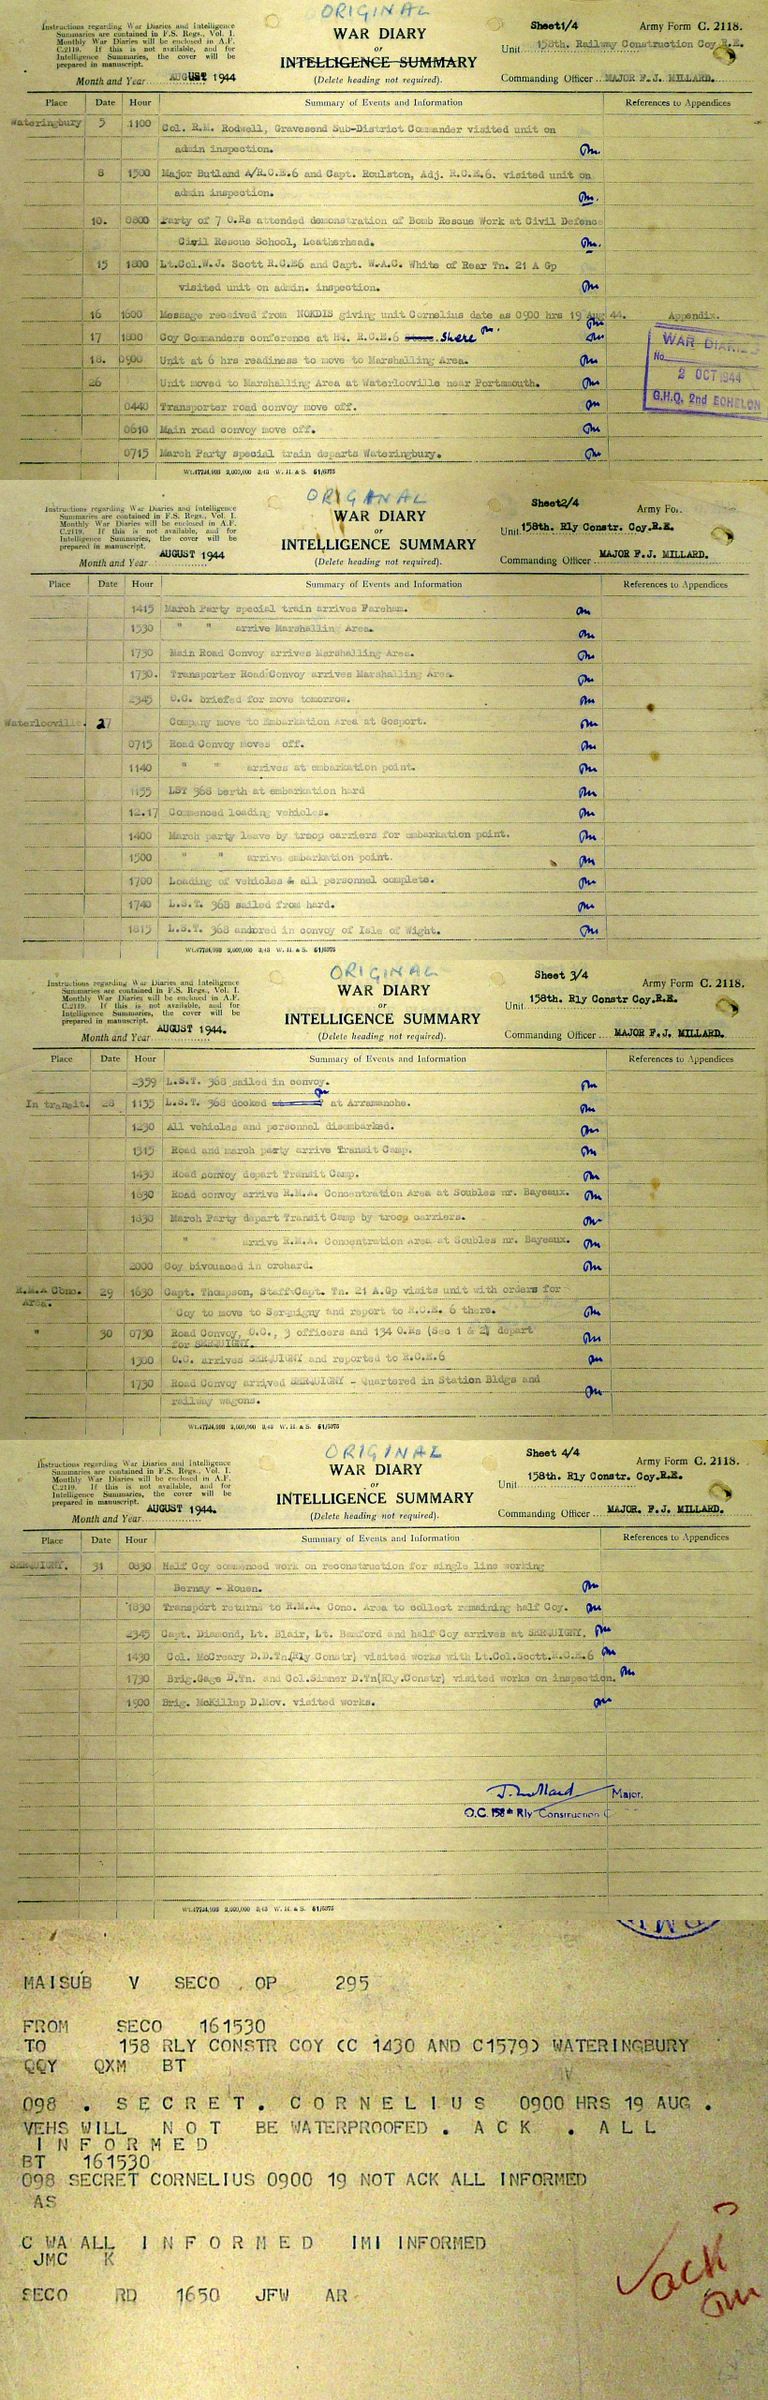 ORIGINAL
Instructions regarding War Diaries and Intelligence
Summaries are contained in F.S. Regs., Vol. I.
Monthly War Diaries will be enclosed in A.F.
C.2119. If this is not available, and for
Intelligence Summaries, the cover will be
prepared in manuscript.
Month and Year AUGUST 1944
WAR DIARY
or
INTELLIGENCE SUMMARY
(Delete heading not required).
Sheet1/4
Army Form C. 2118.
Unit 158th. Railway Construction Coy R.E.
Commanding Officer MAJOR F.J. MILLARD.
Place Date Hour Summary of Events and Information References to Appendices
Wateringbury 5 1100 Col. R.M. Rodwell, Gravesend Sub-District Commander visited unit on
admin inspection.
8 1500 Major Butland A/R.C.E.6 and Capt. Roulston, Adj. R.C.E.6. visited unit on
admin inspection.
10. 0800 Party of 7 O.Rs attended demonstration of Bomb Rescue Work at Civil Defence
Civil Rescue School, Leatherhead.
15 1800 Lt.Col.W.J. Scott R.C.E6 and Capt. W.A.C. White of Rear Tn. 21 A Gp
visited unit on admin. inspection.
16 1600 Message received from NOKDIS giving unit Cornelius date as 0900 hrs 19 Aug 44. Appendix.
17 1800 Coy Commanders conference at HQ. R.C.E.6 Shere
18. 0900 Unit at 6 hrs readiness to move to Marshalling Area.
26 Unit moved to Marshalling Area at Waterlooville near Portsmouth.
0440 Transporter road convoy move off.
0610 Main road convoy move off.
0715 March Party special train departs Wateringbury.
WAR DIARIES
No
2 OCT 1944
G.H.Q. 2nd ECHELON
Wt.47724,993 2,000,000 3,43 W. H. & S. 51/6375
ORIGINAL
Instructions regarding War Diaries and Intelligence
Summaries are contained in F.S. Regs., Vol. I.
Monthly War Diaries will be enclosed in A.F.
C.2119. If this is not available, and for
Intelligence Summaries, the cover will be
prepared in manuscript.
Month and Year AUGUST 1944
WAR DIARY
or
INTELLIGENCE SUMMARY
(Delete heading not required).
Sheet2/4
Army Fo..
Unit 158th. Rly Constr. Coy.R.E.
Commanding Officer MAJOR F.J. MILLARD.
Place Date Hour Summary of Events and Information References to Appendices
1415 March Party special train arrives Fareham.
1530 " " arrive Marshalling Area.
1730 Main Road Convoy arrives Marshalling Area.
1730. Transporter Road Convoy arrives Marshalling Area.
2345 O.C. briefed for move tomorrow.
Waterlooville. 27 Company move to Embarkation Area at Gosport.
0715 Road Convoy moves off.
1140 " " arrives at embarkation point.
1155 LST 368 berth at embarkation hard
12.17 Commenced loading vehicles.
1400 March party leave by troop carriers for embarkation point.
1500 " " arrive embarkation point.
1700 Loading of vehicles & all personnel complete.
1740 L.S.T. 368 sailed from hard.
1815 L.S.T. 368 anchored in convoy of Isle of Wight.
Wt.47724,993 2,000,000 3,43 W. H. & S. 51/6375
ORIGINAL
Instructions regarding War Diaries and Intelligence
Summaries are contained in F.S. Regs., Vol. I.
Monthly War Diaries will be enclosed in A.F.
C.2119. If this is not available, and for
Intelligence Summaries, the cover will be
prepared in manuscript.
Month and Year AUGUST 1944.
WAR DIARY
or
INTELLIGENCE SUMMARY
(Delete heading not required).
Sheet 3/4
Army Form C. 2118.
Unit 158th. Rly Constr Coy.R.E.
Commanding Officer MAJOR F.J. MILLARD.
Place Date Hour Summary of Events and Information References to Appendices
2359 L.S.T. 368 sailed in convoy.
In transit. 28 1135 L.S.T. 368 docked at Arramanche.
1230 All vehicles and personnel disembarked.
1315 Road and march party arrive Transit Camp.
1430 Road convoy depart Transit Camp.
1830 Road convoy arrive R.M.A. Concentration Area at Soubles nr. Bayeaux.
1830 March Party depart Transit Camp by troop carriers.
" " arrive R.M.A. Concentration Area at Soubles nr. Bayeaux.
2000 Coy bivouaced in orchard.
R.M.A Conc. Area. 29 1630 Capt. Thompson, Staff Capt. Tn. 21 A.Gp visits unit with orders for
Coy to move to Serquigny and report to R.C.E. 6 there.
" 30 0730 Road Convoy, O.C., 3 officers and 134 O.Rs (Sec 1 & 2) depart
for SERQUIGNY.
1300 O.C. arrives SERQUIGNY and reported to R.C.E.6
1730 Road Convoy arrived SERQUIGNY - Quartered in Station Bldgs and
railway wagons.
Wt.47724,993 2,000,000 3,43 W. H. & S. 51/6375
ORIGINAL
Instructions regarding War Diaries and Intelligence
Summaries are contained in F.S. Regs., Vol. I.
Monthly War Diaries will be enclosed in A.F.
C.2119. If this is not available, and for
Intelligence Summaries, the cover will be
prepared in manuscript.
Month and Year AUGUST 1944.
WAR DIARY
or
INTELLIGENCE SUMMARY
(Delete heading not required).
Sheet 4/4
Army Form C. 2118.
Unit 158th. Rly Constr. Coy.R.E.
Commanding Officer MAJOR. F.J. MILLARD.
Place Date Hour Summary of Events and Information References to Appendices
SERQUIGNY. 31 0830 Half Coy commenced work on reconstruction for single line working
Bernay - Rouen.
1830 Transport returns to R.M.A. Conc. Area to collect remaining half Coy.
2345 Capt. Diamond, Lt. Blair, Lt. Bamford and half Coy arrives at SERQUIGNY.
1430 Col. McCreary D.D.Tn(Rly Constr) visited works with Lt.Col.Scott.R.C.E.6
1730 Brig.Gage D.Tn. and Col.Simner D.Tn(Rly.Constr) visited works on inspection.
1900 Brig. McKillup D.Mov. visited works.
Major.
O.C. 158th Rly Construction C
Wt.47724,993 2,000,000 3,43 W. H. & S. 51/6375
MAISUB V SECO OP 295
FROM SECO 161530
TO 158 RLY CONSTR COY (C 1430 AND C1579) WATERINGBURY
QQY QXM BT
098 . S E C R E T . C O R N E L I U S 0900 HRS 19 AUG .
VEHS WILL N O T BE WATERPROOFED . A C K . A L L
I N F O R M E D
BT 161530
098 SECRET CORNELIUS 0900 19 NOT ACK ALL INFORMED
AS
C WA ALL I N F O R M E D IMI INFORMED
JMC K
SECO RD 1650 JFW AR
ack